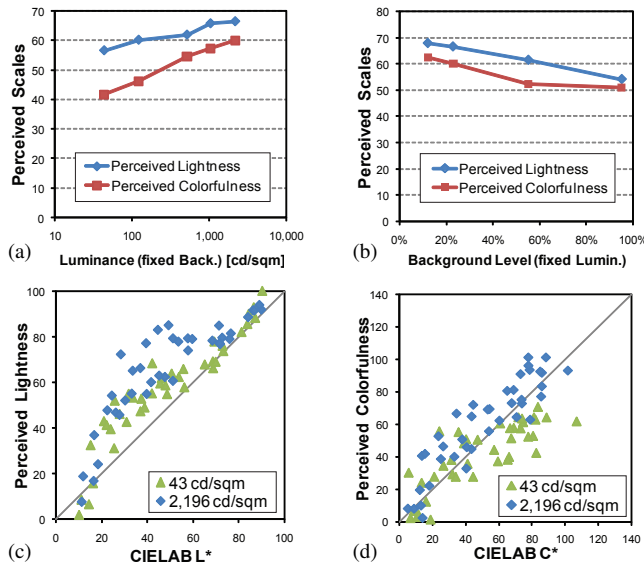 70
60
50
40
30
20
10
0
10
100
1,000
10,000
Perceived Scales
Perceived Lightness
Perceived Colorfulness
(a)
Luminance (fixed Back.) [cd/sqm]
80
70
60
50
40
30
20
10
0
0%
20%
40%
60%
80%
100%
Perceived Scales
Perceived Lightness
Perceived Colorfulness
(b)
Background Level (fixed Lumin.)
100
80
60
40
20
0
0
20
40
60
80
100
Perceived Lightness
43 cd/sqm
2,196 cd/sqm
(c)
CIELAB L*
140
120
100
80
60
40
20
0
0
20
40
60
80
100
120
140
Perceived Colorfulness
43 cd/sqm
2,196 cd/sqm
(d)
CIELAB C*